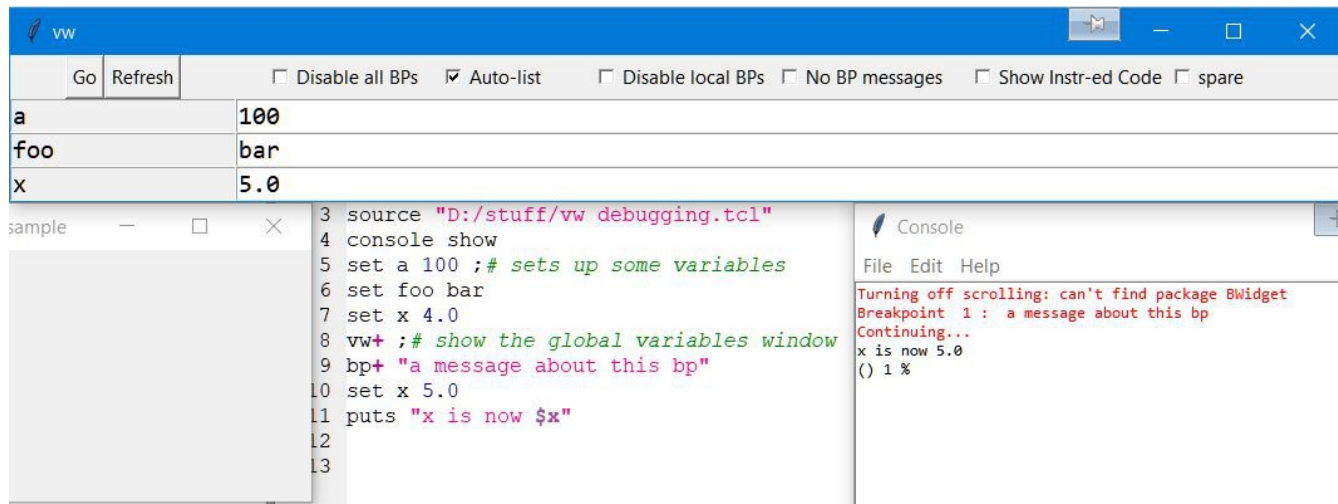 vw
Go Refresh Disable all BPs Auto-list Disable local BPs No BP messages Show Instr-ed Code spare
a 100
foo bar
x 5.0
sample
3 source "D:/stuff/vw debugging.tcl"
4 console show
5 set a 100 ;# sets up some variables
6 set foo bar
7 set x 4.0
8 vw+ ;# show the global variables window
9 bp+ "a message about this bp"
10 set x 5.0
11 puts "x is now $x"
12
13
Console
File Edit Help
Turning off scrolling: can't find package BWidget
Breakpoint 1 : a message about this bp
Continuing...
x is now 5.0
() 1 %